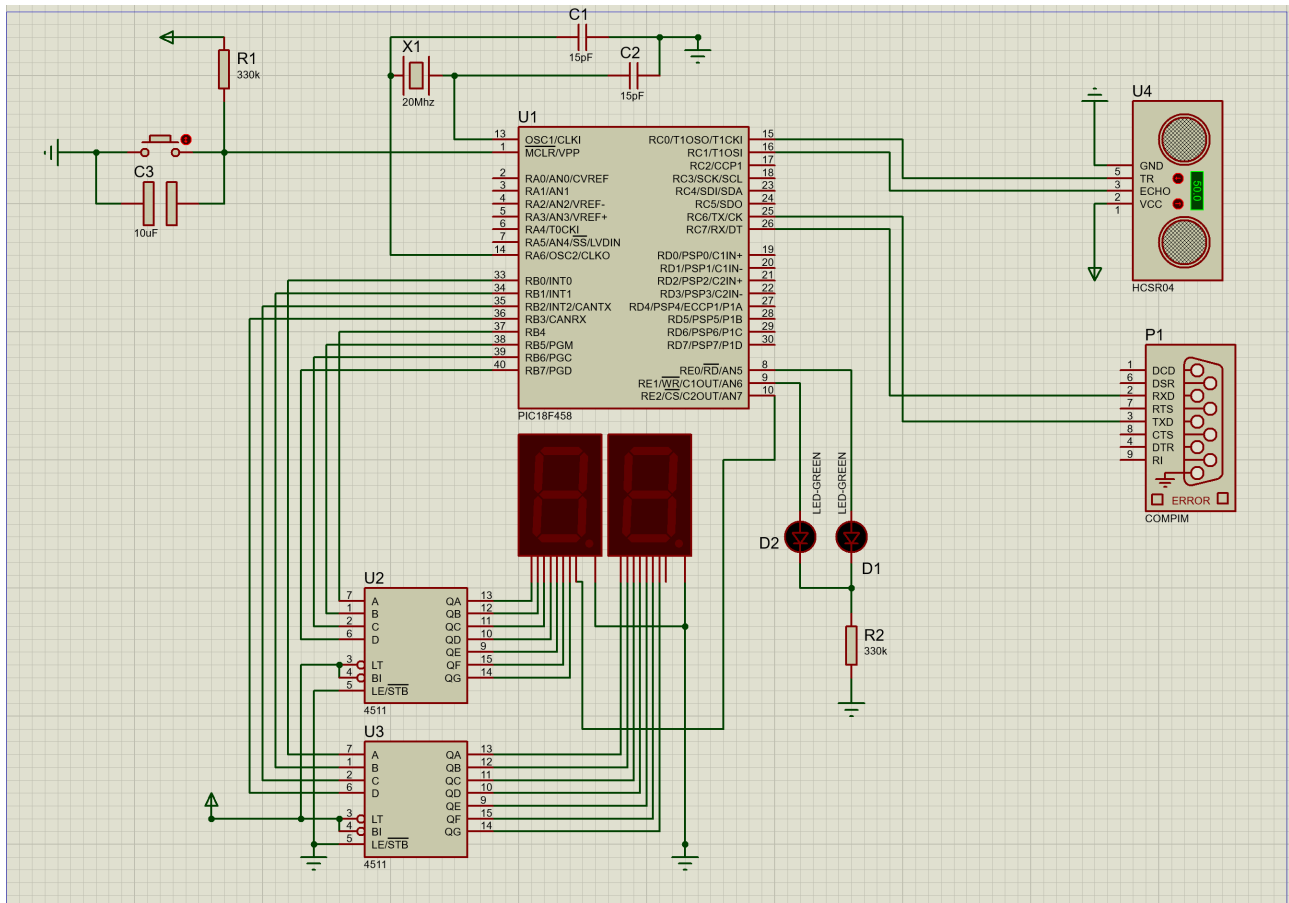 C1
15pF
C2
15pF
X1
20Mhz
R1
330k
C3
10uF
U1
13 OSC1/CLKI
1 MCLR/VPP
2 RA0/AN0/CVREF
3 RA1/AN1
4 RA2/AN2/VREF-
5 RA3/AN3/VREF+
6 RA4/T0CKI
7 RA5/AN4/SS/LVDIN
14 RA6/OSC2/CLKO
33 RB0/INT0
34 RB1/INT1
35 RB2/INT2/CANTX
36 RB3/CANRX
37 RB4
38 RB5/PGM
39 RB6/PGC
40 RB7/PGD
RC0/T1OSO/T1CKI 15
RC1/T1OSI 16
RC2/CCP1 17
RC3/SCK/SCL 18
RC4/SDI/SDA 23
RC5/SDO 24
RC6/TX/CK 25
RC7/RX/DT 26
RD0/PSP0/C1IN+ 19
RD1/PSP1/C1IN- 20
RD2/PSP2/C2IN+ 21
RD3/PSP3/C2IN- 22
RD4/PSP4/ECCP1/P1A 27
RD5/PSP5/P1B 28
RD6/PSP6/P1C 29
RD7/PSP7/P1D 30
RE0/RD/AN5 8
RE1/WR/C1OUT/AN6 9
RE2/CS/C2OUT/AN7 10
PIC18F458
U4
GND
5 TR
3 ECHO
2 VCC
1
50.0
HCSR04
P1
1 DCD
6 DSR
2 RXD
7 RTS
3 TXD
8 CTS
4 DTR
9 RI
ERROR
COMPIM
LED-GREEN
LED-GREEN
D2
D1
R2
330k
U2
7 A QA 13
1 B QB 12
2 C QC 11
6 D QD 10
QE 9
3 LT QF 15
4 BI QG 14
5 LE/STB
4511
U3
7 A QA 13
1 B QB 12
2 C QC 11
6 D QD 10
QE 9
3 LT QF 15
4 BI QG 14
5 LE/STB
4511